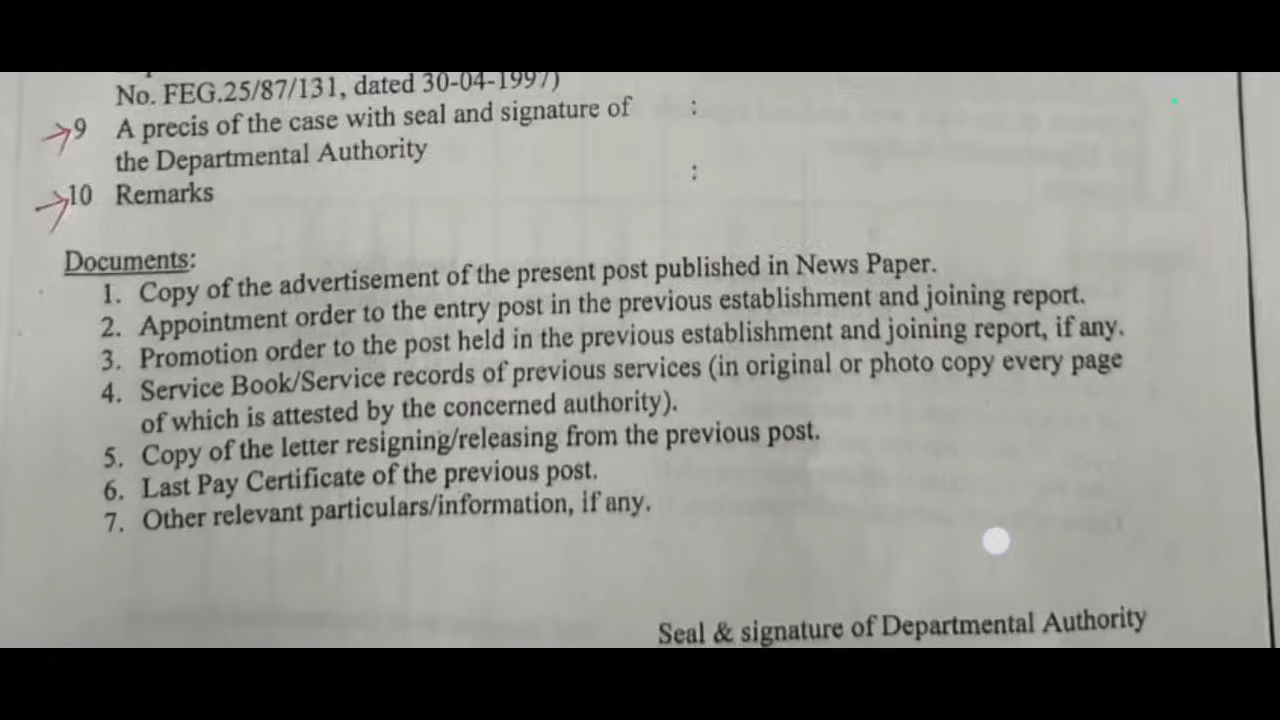 No. FEG.25/87/131, dated 30-04-1997)
9 A precis of the case with seal and signature of :
the Departmental Authority
10 Remarks :
Documents:
1. Copy of the advertisement of the present post published in News Paper.
2. Appointment order to the entry post in the previous establishment and joining report.
3. Promotion order to the post held in the previous establishment and joining report, if any.
4. Service Book/Service records of previous services (in original or photo copy every page
of which is attested by the concerned authority).
5. Copy of the letter resigning/releasing from the previous post.
6. Last Pay Certificate of the previous post.
7. Other relevant particulars/information, if any.
Seal & signature of Departmental Authority